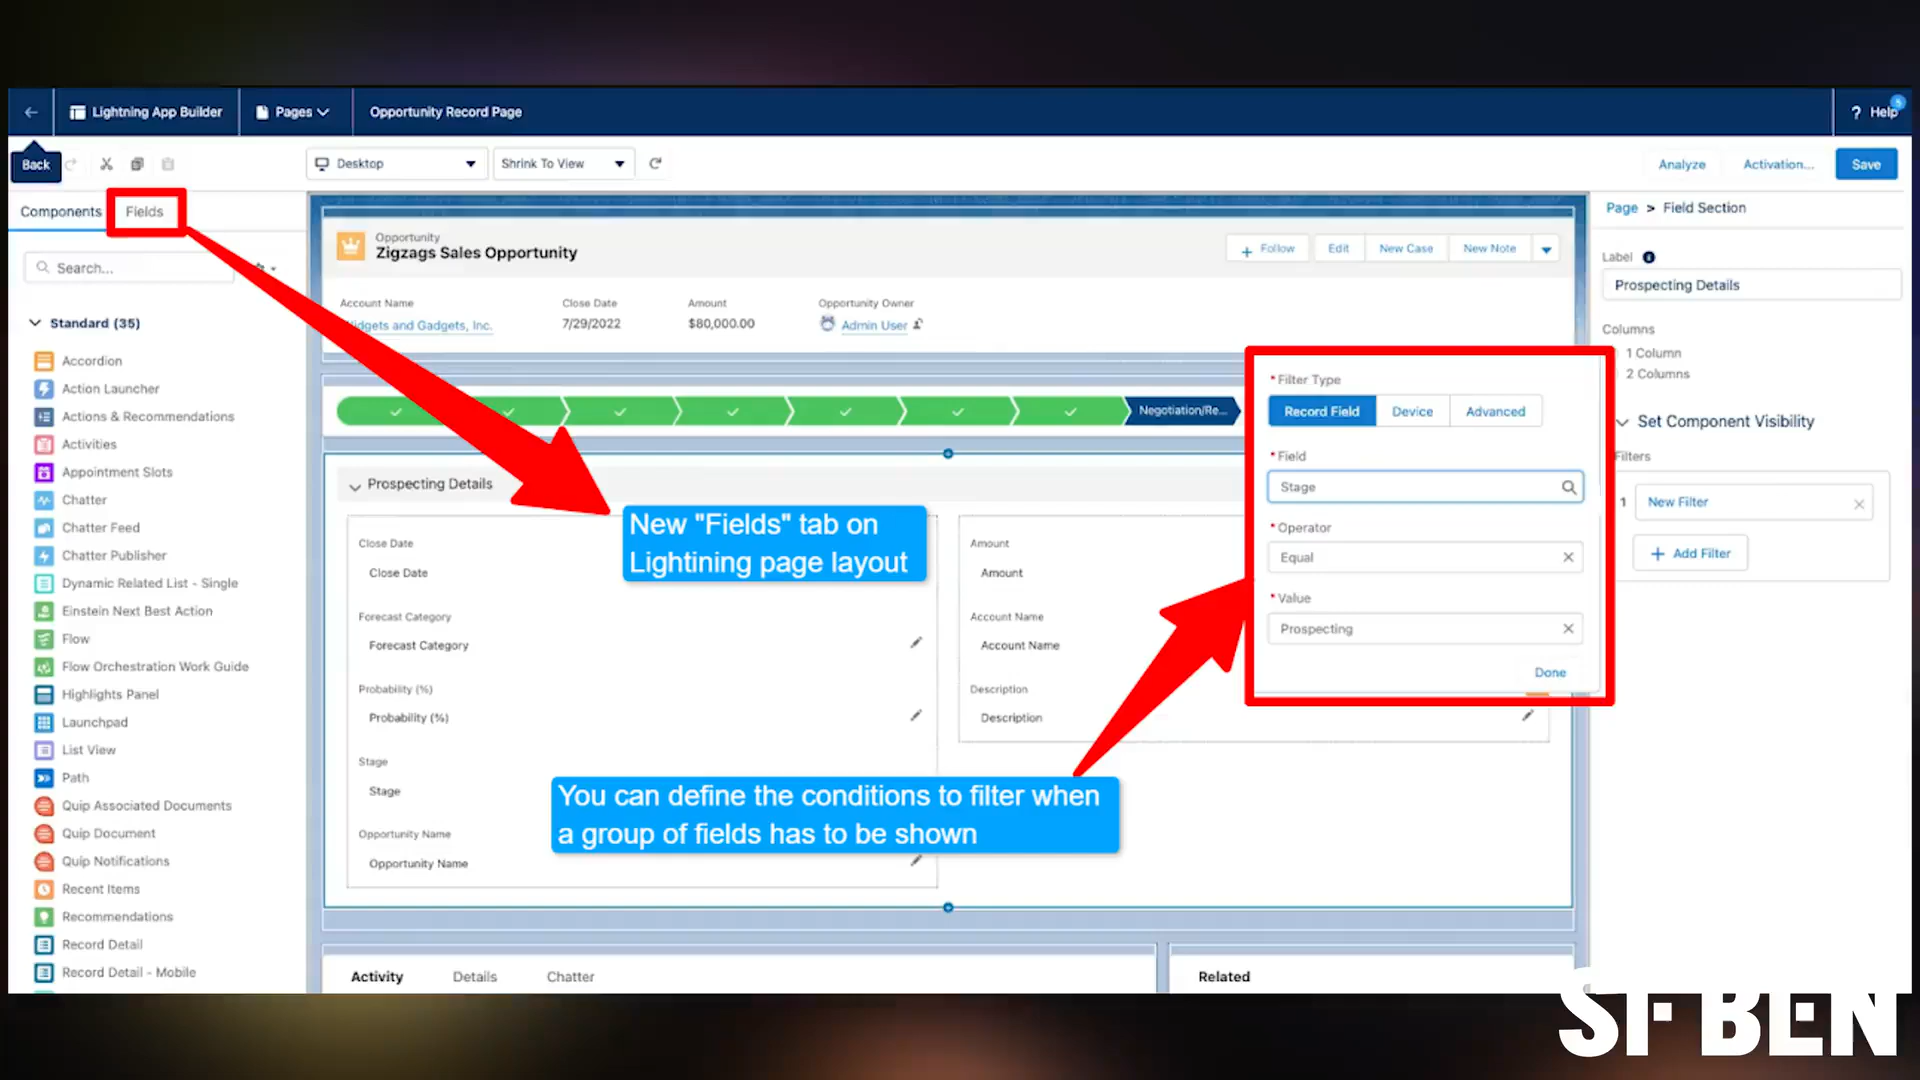 Lightning App Builder
Pages
Opportunity Record Page
? Help
Back
Desktop
Shrink To View
Analyze
Activation...
Save
Components
Fields
Search...
Standard (35)
Accordion
Action Launcher
Actions & Recommendations
Activities
Appointment Slots
Chatter
Chatter Feed
Chatter Publisher
Dynamic Related List - Single
Einstein Next Best Action
Flow
Flow Orchestration Work Guide
Highlights Panel
Launchpad
List View
Path
Quip Associated Documents
Quip Document
Quip Notifications
Recent Items
Recommendations
Record Detail
Record Detail - Mobile
Opportunity
Zigzags Sales Opportunity
+ Follow
Edit
New Case
New Note
Account Name
Close Date
Amount
Opportunity Owner
and Gadgets, Inc.
7/29/2022
$80,000.00
Admin User
Negotiation/Re...
Prospecting Details
New "Fields" tab on
Lightining page layout
Close Date
Close Date
Forecast Category
Forecast Category
Probability (%)
Probability (%)
Stage
Stage
Opportunity Name
Opportunity Name
Amount
Amount
Account Name
Account Name
Description
Description
You can define the conditions to filter when
a group of fields has to be shown
Activity
Details
Chatter
Related
*Filter Type
Record Field
Device
Advanced
*Field
Stage
*Operator
Equal
*Value
Prospecting
Done
Page > Field Section
Label
Prospecting Details
Columns
1 Column
2 Columns
Set Component Visibility
Filters
1
New Filter
+ Add Filter
SF BEN